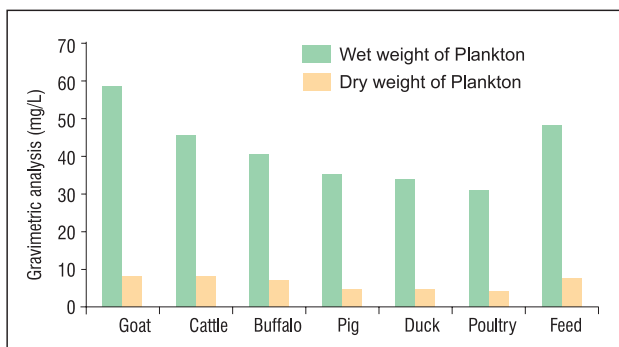 70
60
50
40
30
20
10
0
Gravimetric analysis (mg/L)
Wet weight of Plankton
Dry weight of Plankton
Goat Cattle Buffalo Pig Duck Poultry Feed